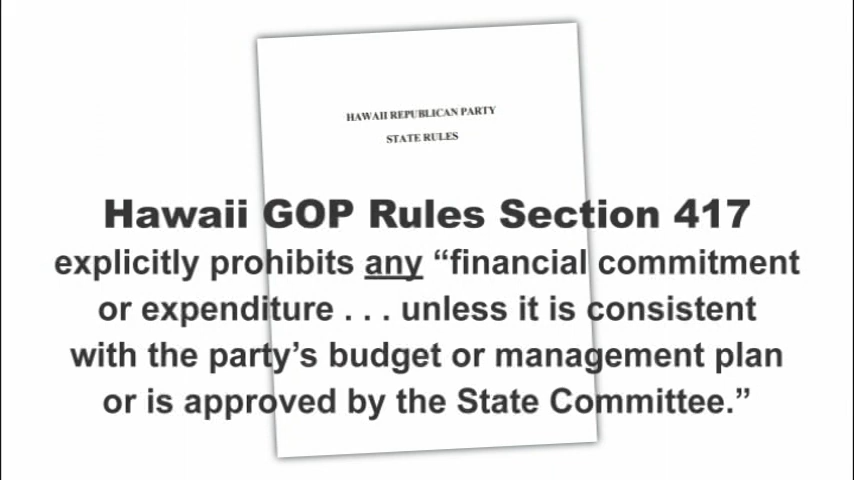 HAWAII REPUBLICAN PARTY
STATE RULES
Hawaii GOP Rules Section 417
explicitly prohibits any “financial commitment
or expenditure . . . unless it is consistent
with the party’s budget or management plan
or is approved by the State Committee.”